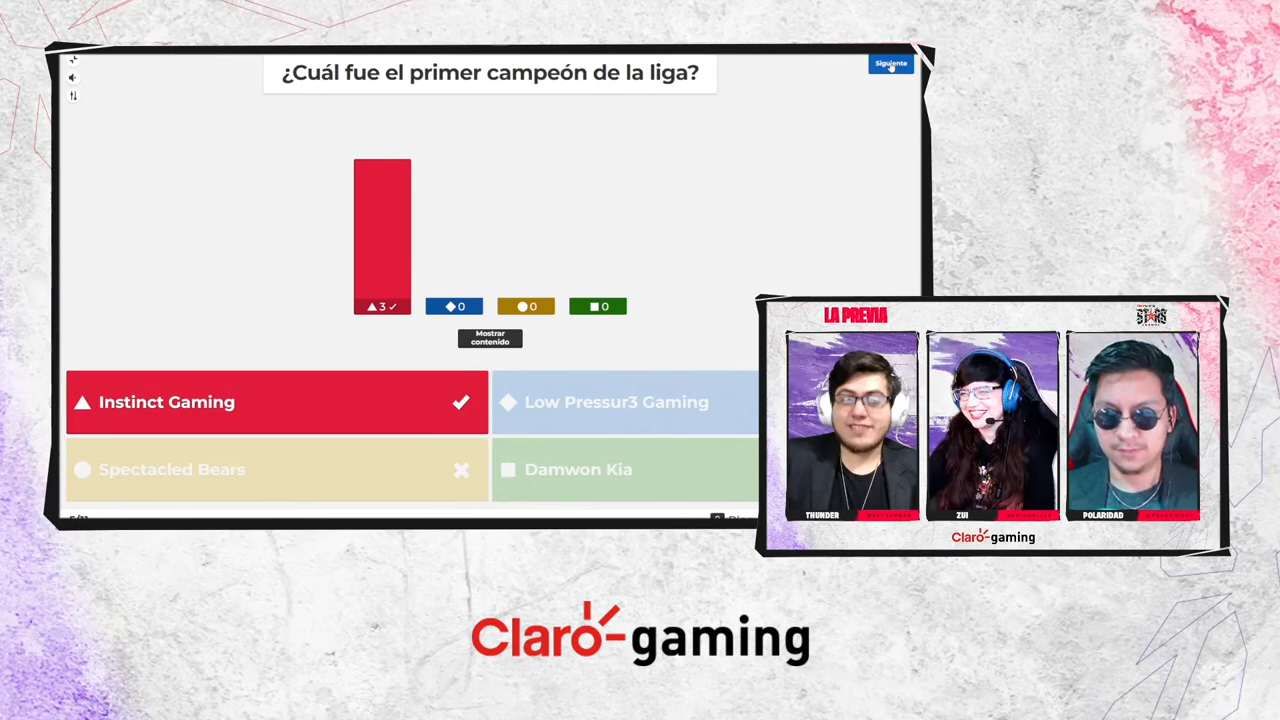 ¿Cuál fue el primer campeón de la liga?
Siguiente
3
0
0
0
Mostrar
contenido
Instinct Gaming
Low Pressur3 Gaming
Spectacled Bears
Damwon Kia
LA PREVIA
STARS
THUNDER
ZUI
POLARIDAD
Claro-gaming
Claro-gaming